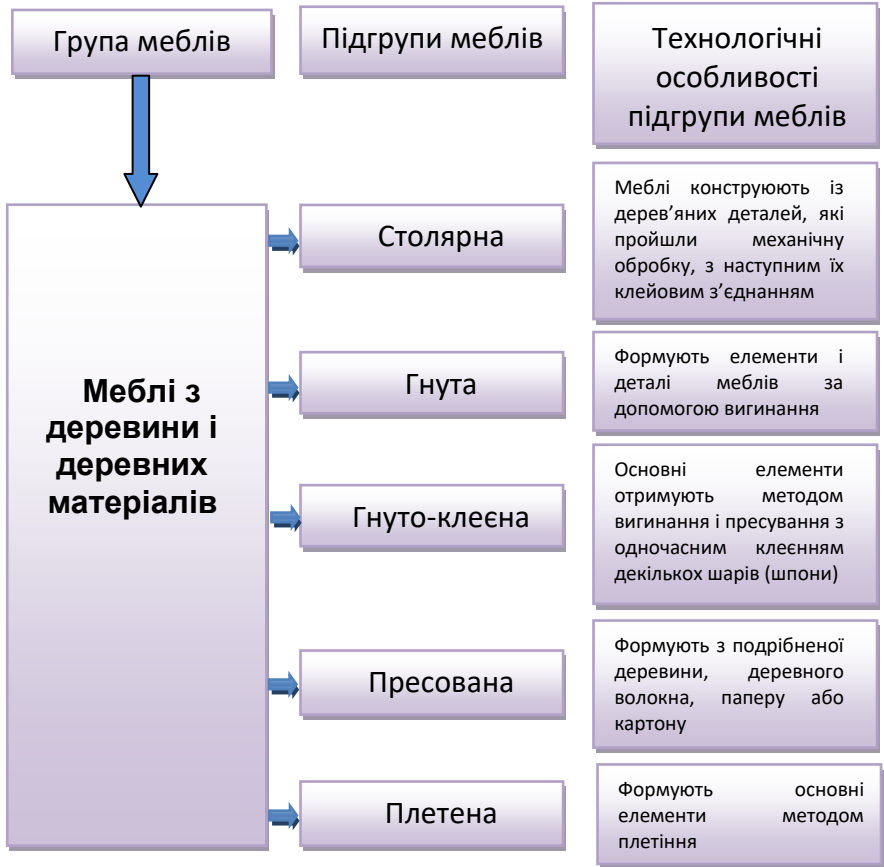 Група меблів
Підгрупи меблів
Технологічні
особливості
підгрупи меблів
Меблі з
деревини і
деревних
матеріалів
Столярна
Меблі конструюють із
дерев’яних деталей, які
пройшли механічну
обробку, з наступним їх
клейовим з’єднанням
Гнута
Формують елементи і
деталі меблів за
допомогою вигинання
Гнуто-клеєна
Основні елементи
отримують методом
вигинання і пресування з
одночасним клеєнням
декількох шарів (шпони)
Пресована
Формують з подрібненої
деревини, деревного
волокна, паперу або
картону
Плетена
Формують основні
елементи методом
плетіння